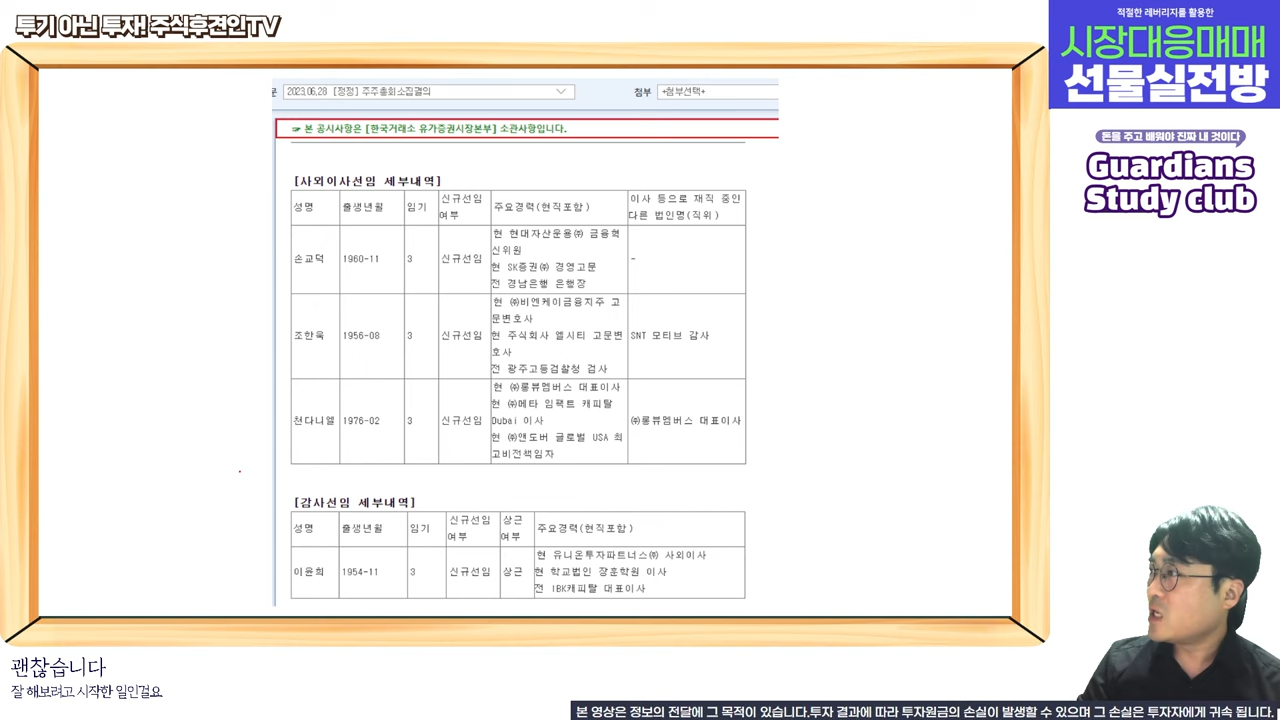 투기 아닌 투재! 주식후견인TV
적절한 레버리지를 활용한
시장대응매매
선물실전방
돈을 주고 배워야 진짜 내 것이다
Guardians
Study club
문 2023.06.28 [정정] 주주총회소집결의 첨부 +첨부선택+
☞ 본 공시사항은 [한국거래소 유가증권시장본부] 소관사항입니다.
[사외이사선임 세부내역]
성명 출생년월 임기 신규선임여부 주요경력(현직포함) 이사 등으로 재직 중인 다른 법인명(직위)
손교덕 1960-11 3 신규선임 현 현대자산운용㈜ 금융혁신위원
현 SK증권㈜ 경영고문
전 경남은행 은행장
-
조한욱 1956-08 3 신규선임 현 ㈜비엔케이금융지주 고문변호사
현 주식회사 엘시티 고문변호사
전 광주고등검찰청 검사
SNT 모티브 감사
천다니엘 1976-02 3 신규선임 현 ㈜롱뷰멤버스 대표이사
현 ㈜메타 임팩트 캐피탈 Dubai 이사
현 ㈜앤도버 글로벌 USA 최고비전책임자
㈜롱뷰멤버스 대표이사
[감사선임 세부내역]
성명 출생년월 임기 신규선임여부 상근여부 주요경력(현직포함)
이윤희 1954-11 3 신규선임 상근 현 유니온투자파트너스㈜ 사외이사
현 학교법인 장훈학원 이사
전 IBK캐피탈 대표이사
괜찮습니다
잘 해보려고 시작한 일인걸요
본 영상은 정보의 전달에 그 목적이 있습니다.투자 결과에 따라 투자원금의 손실이 발생할 수 있으며 그 손실은 투자자에게 귀속 됩니다.